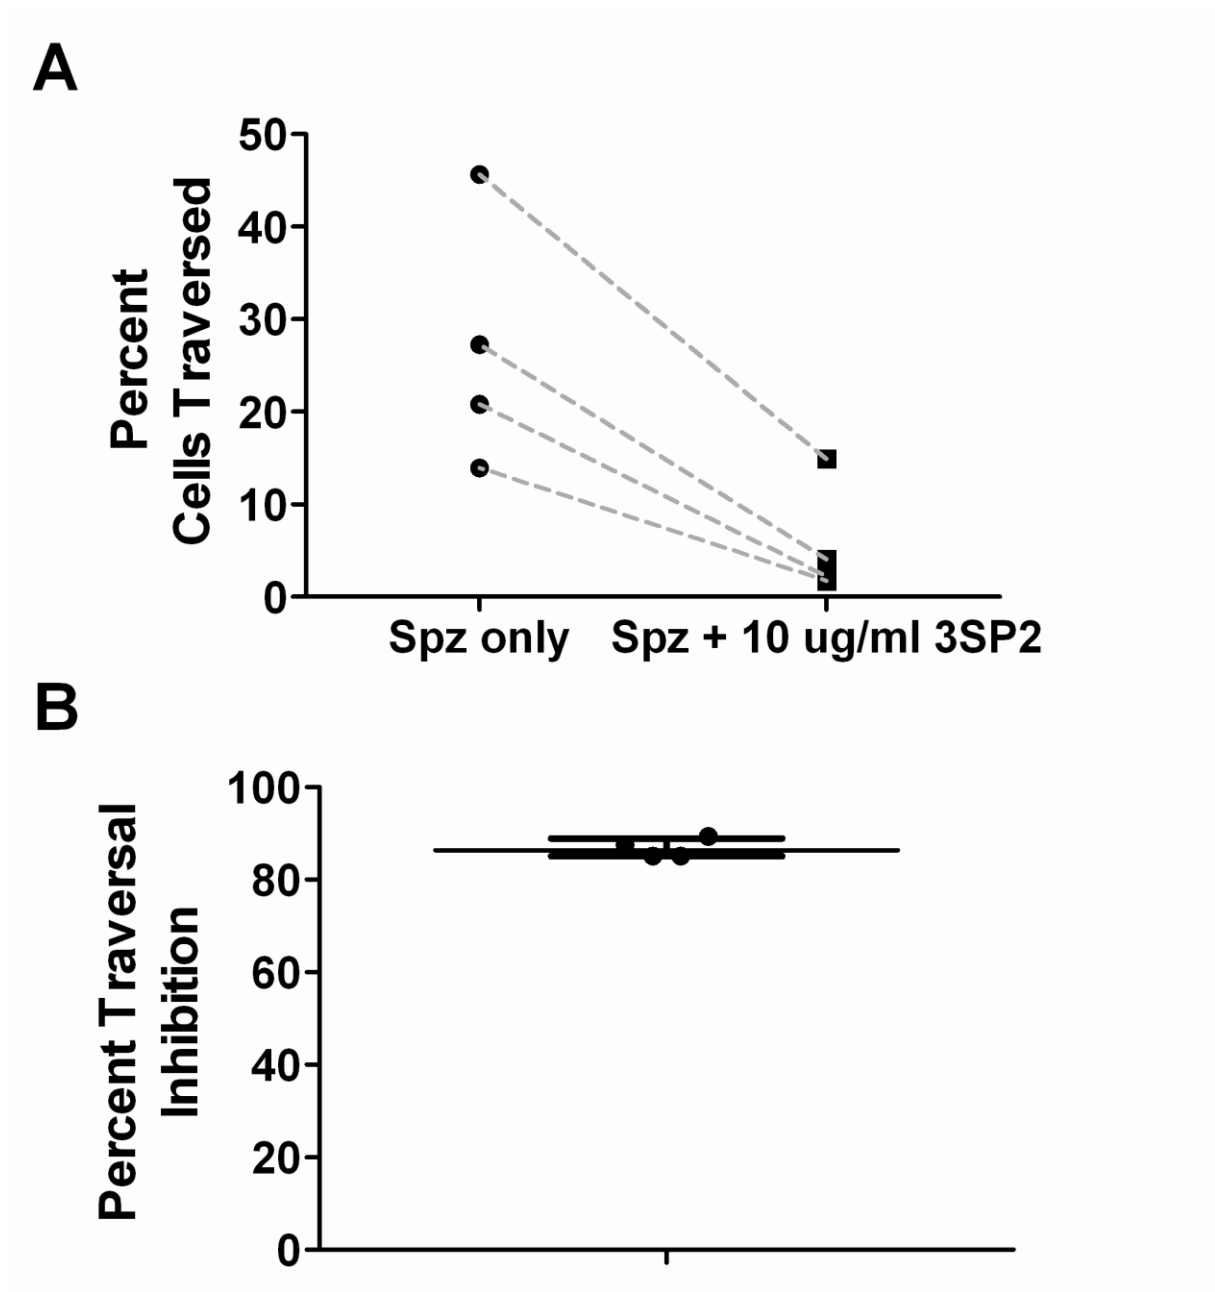 A
Percent
Cells Traversed
50
40
30
20
10
0
Spz only
Spz + 10 ug/ml 3SP2
B
Percent Traversal
Inhibition
100
80
60
40
20
0